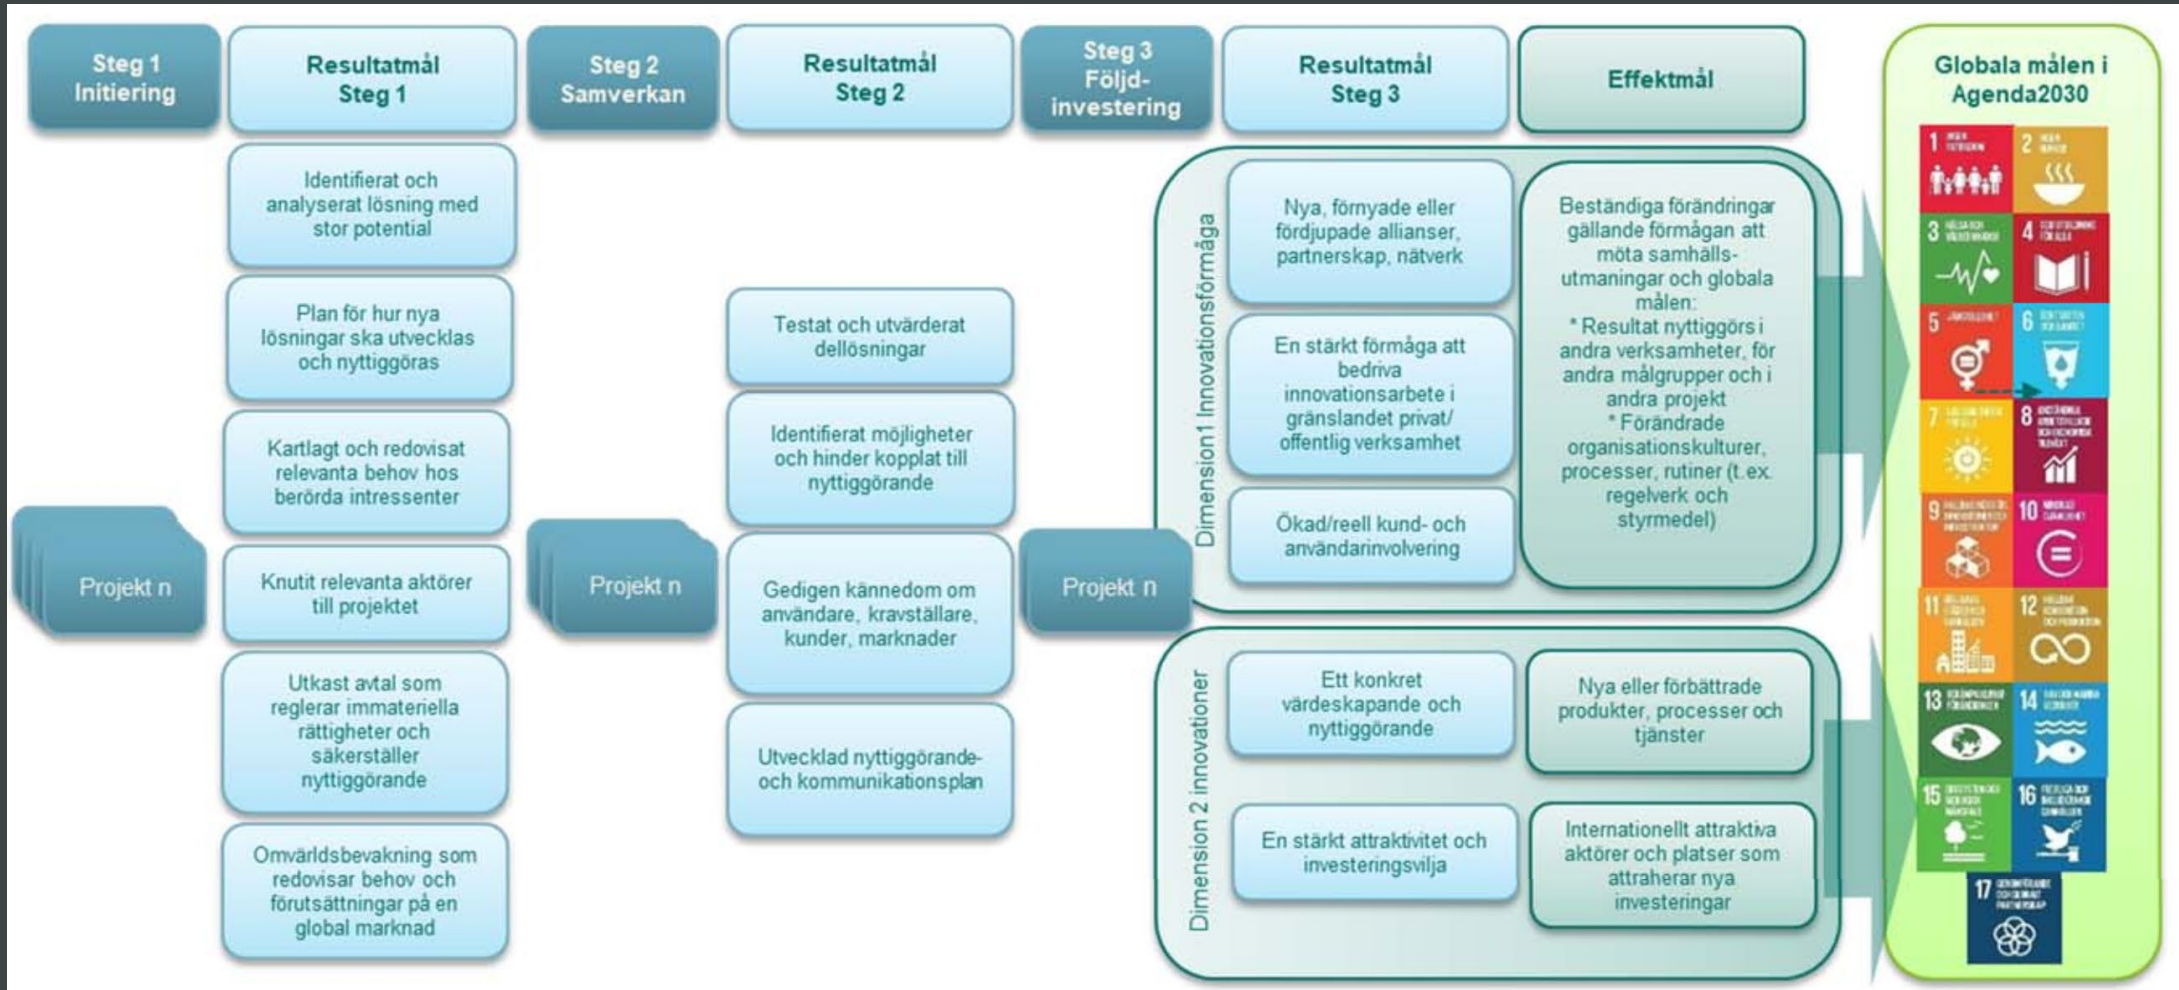 Steg 1
Initiering
Resultatmål
Steg 1
Steg 2
Samverkan
Resultatmål
Steg 2
Steg 3
Följd-
investering
Resultatmål
Steg 3
Effektmål
Globala målen i
Agenda2030
Projekt n
Identifierat och
analyserat lösning med
stor potential
Plan för hur nya
lösningar ska utvecklas
och nyttiggöras
Kartlagt och redovisat
relevanta behov hos
berörda intressenter
Knutit relevanta aktörer
till projektet
Utkast avtal som
reglerar immateriella
rättigheter och
säkerställer
nyttiggörande
Omvärldsbevakning som
redovisar behov och
förutsättningar på en
global marknad
Projekt n
Testat och utvärderat
dellösningar
Identifierat möjligheter
och hinder kopplat till
nyttiggörande
Gedigen kännedom om
användare, kravställare,
kunder, marknader
Utvecklad nyttiggörande-
och kommunikationsplan
Projekt n
Dimension1 Innovationsförmåga
Nya, förnyade eller
fördjupade allianser,
partnerskap, nätverk
En stärkt förmåga att
bedriva
innovationsarbete i
gränslandet privat/
offentlig verksamhet
Ökad/reell kund- och
användarinvolvering
Beständiga förändringar
gällande förmågan att
möta samhälls-
utmaningar och globala
målen:
* Resultat nyttiggörs i
andra verksamheter, för
andra målgrupper och i
andra projekt
* Förändrade
organisationskulturer,
processer, rutiner (t.ex.
regelverk och
styrmedel)
Dimension 2 innovationer
Ett konkret
värdeskapande och
nyttiggörande
En stärkt attraktivitet och
investeringsvilja
Nya eller förbättrade
produkter, processer och
tjänster
Internationellt attraktiva
aktörer och platser som
attraherar nya
investeringar
1
2
3
4
5
6
7
8
9
10
11
12
13
14
15
16
17